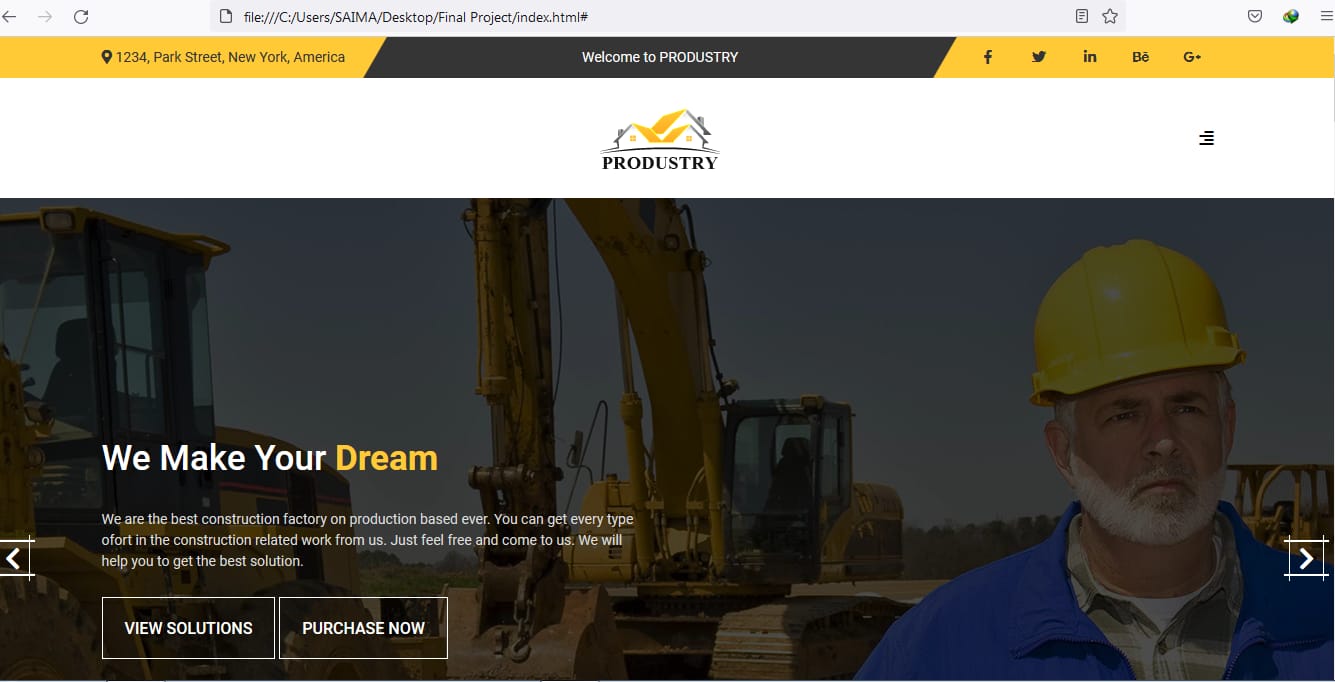 file:///C:/Users/SAIMA/Desktop/Final Project/index.html#
1234, Park Street, New York, America
Welcome to PRODUSTRY
f
in
Bē
G+
PRODUSTRY
We Make Your Dream
We are the best construction factory on production based ever. You can get every type
ofort in the construction related work from us. Just feel free and come to us. We will
help you to get the best solution.
VIEW SOLUTIONS
PURCHASE NOW